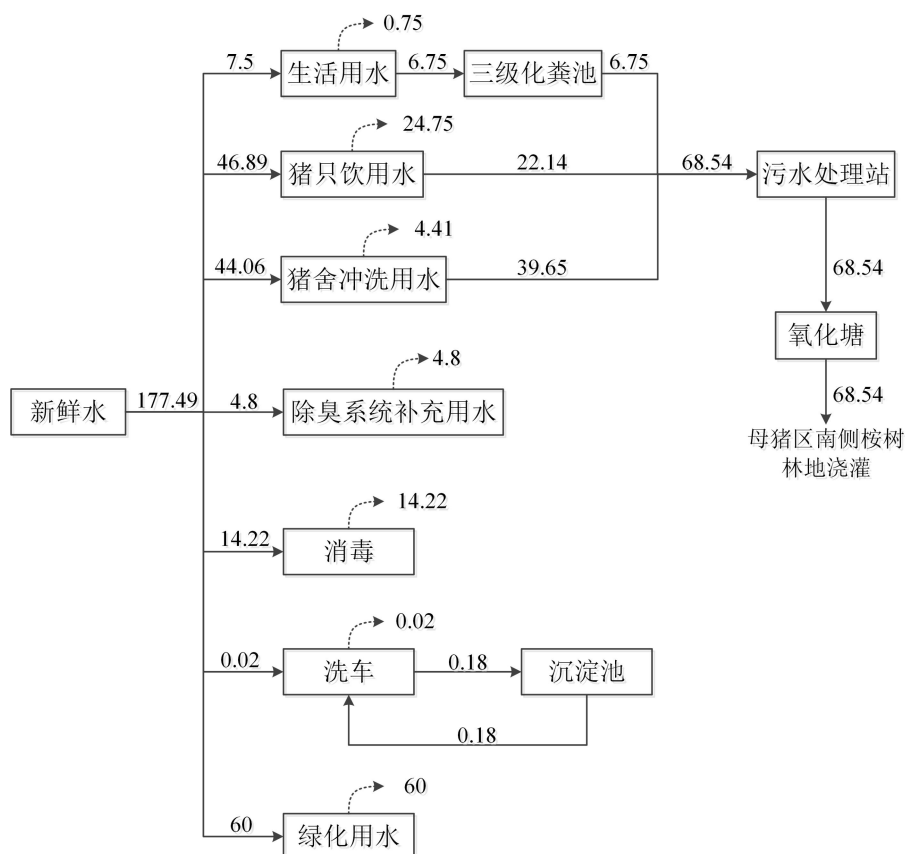 0.75
7.5
生活用水
6.75
三级化粪池
6.75
24.75
46.89
猪只饮用水
22.14
68.54
污水处理站
4.41
44.06
猪舍冲洗用水
39.65
68.54
氧化塘
4.8
68.54
新鲜水
177.49
4.8
除臭系统补充用水
母猪区南侧桉树
林地浇灌
14.22
14.22
消毒
0.02
0.02
洗车
0.18
沉淀池
0.18
60
60
绿化用水